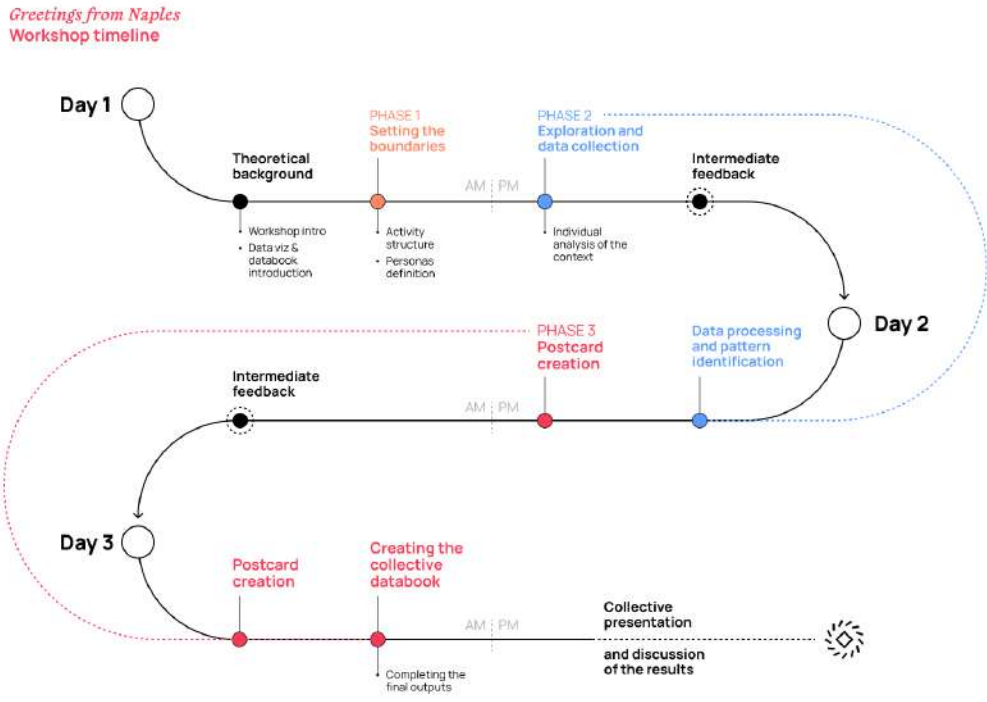 Greetings from Naples
Workshop timeline
Day 1
Theoretical
background
• Workshop intro
• Data viz &
databook
introduction
PHASE 1
Setting the
boundaries
• Activity
structure
• Personas
definition
AM PM
PHASE 2
Exploration and
data collection
• Individual
analysis of the
context
Intermediate
feedback
Day 2
Data processing
and pattern
identification
PHASE 3
Postcard
creation
AM PM
Intermediate
feedback
Day 3
Postcard
creation
Creating the
collective
databook
• Completing the
final outputs
AM PM
Collective
presentation
and discussion
of the results